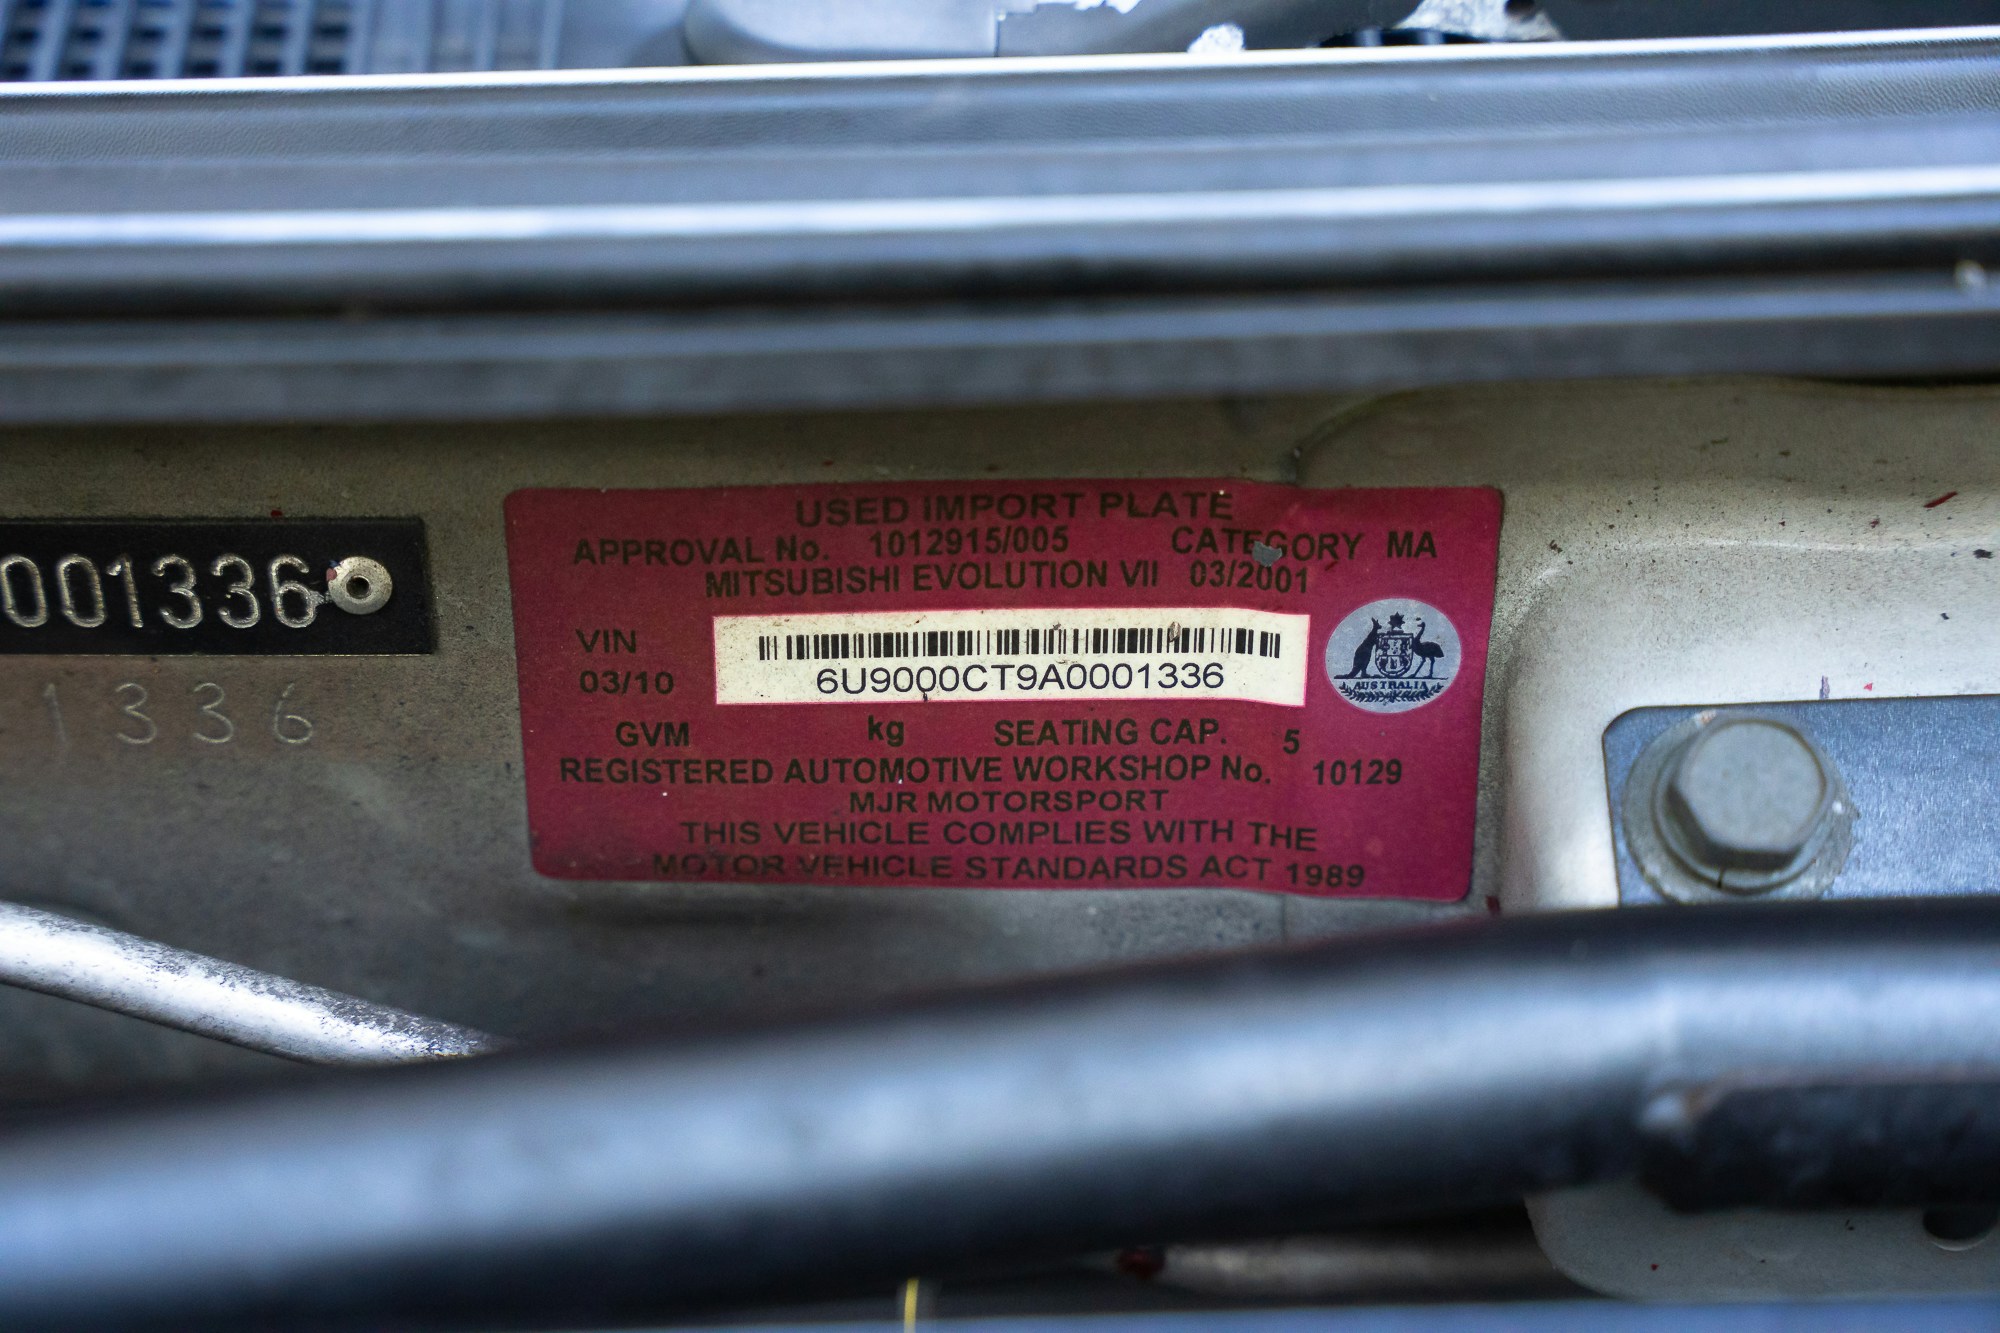 USED IMPORT PLATE
APPROVAL No. 1012915/005 CATEGORY MA
MITSUBISHI EVOLUTION VII 03/2001
VIN
03/10
6U9000CT9A0001336
AUSTRALIA
GVM kg SEATING CAP. 5
REGISTERED AUTOMOTIVE WORKSHOP No. 10129
MJR MOTORSPORT
THIS VEHICLE COMPLIES WITH THE
MOTOR VEHICLE STANDARDS ACT 1989
001336
1336